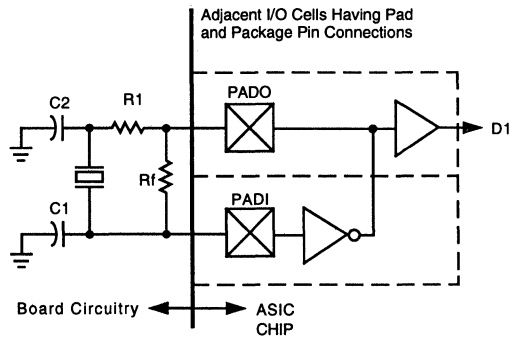 Adjacent I/O Cells Having Pad
and Package Pin Connections
PADO
C2
R1
D1
Rf
PADI
C1
Board Circuitry
ASIC
CHIP